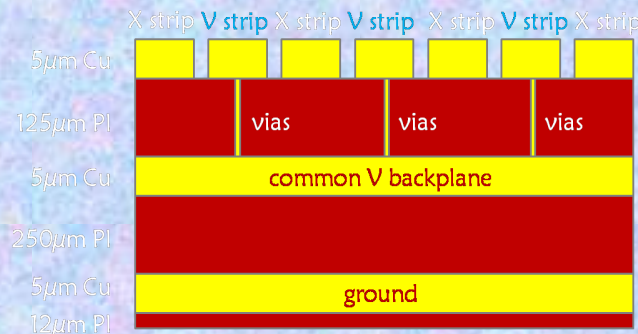 X strip V strip X strip V strip X strip V strip X strip
5µm Cu
125µm PI vias vias vias
5µm Cu common V backplane
250µm PI
5µm Cu ground
12µm PI